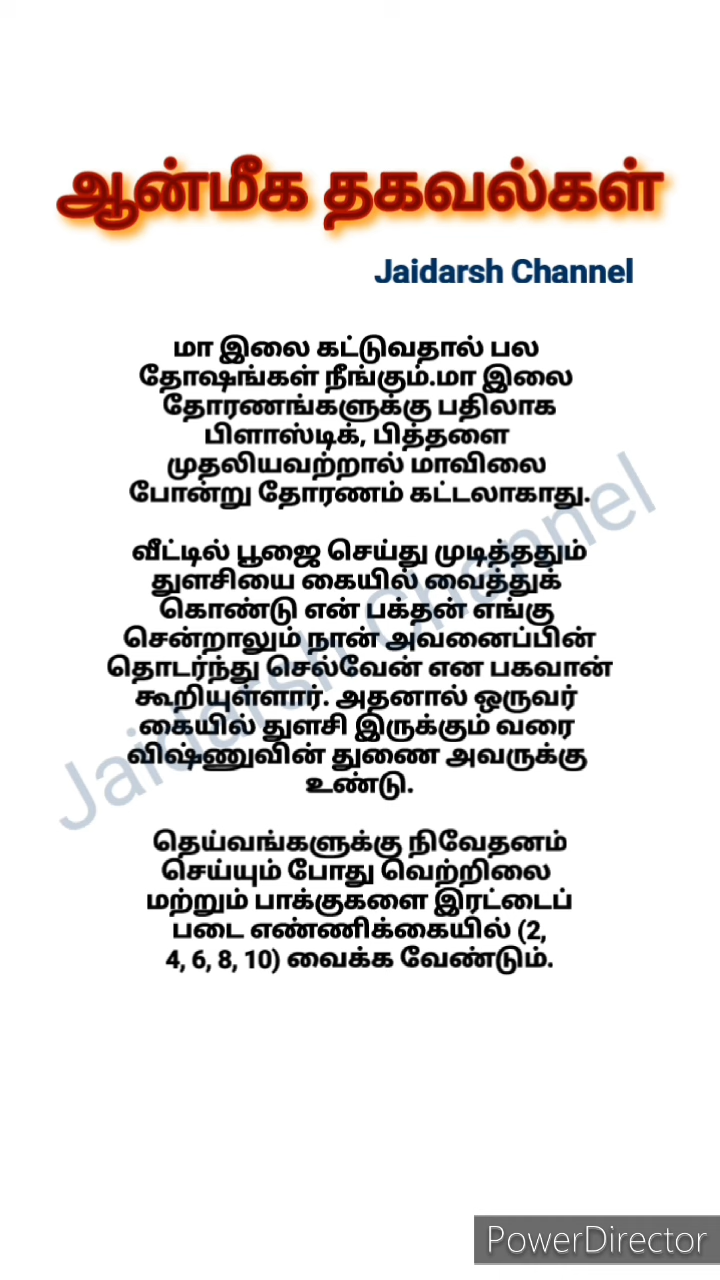 ஆன்மீக தகவல்கள்
Jaidarsh Channel
மா இலை கட்டுவதால் பல
தோஷங்கள் நீங்கும்.மா இலை
தோரணங்களுக்கு பதிலாக
பிளாஸ்டிக், பித்தளை
முதலியவற்றால் மாவிலை
போன்று தோரணம் கட்டலாகாது.
வீட்டில் பூஜை செய்து முடித்ததும்
துளசியை கையில் வைத்துக்
கொண்டு என் பக்தன் எங்கு
சென்றாலும் நான் அவனைப்பின்
தொடர்ந்து செல்வேன் என பகவான்
கூறியுள்ளார். அதனால் ஒருவர்
கையில் துளசி இருக்கும் வரை
விஷ்ணுவின் துணை அவருக்கு
உண்டு.
தெய்வங்களுக்கு நிவேதனம்
செய்யும் போது வெற்றிலை
மற்றும் பாக்குகளை இரட்டைப்
படை எண்ணிக்கையில் (2,
4, 6, 8, 10) வைக்க வேண்டும்.
Jaidarsh Channel
PowerDirector